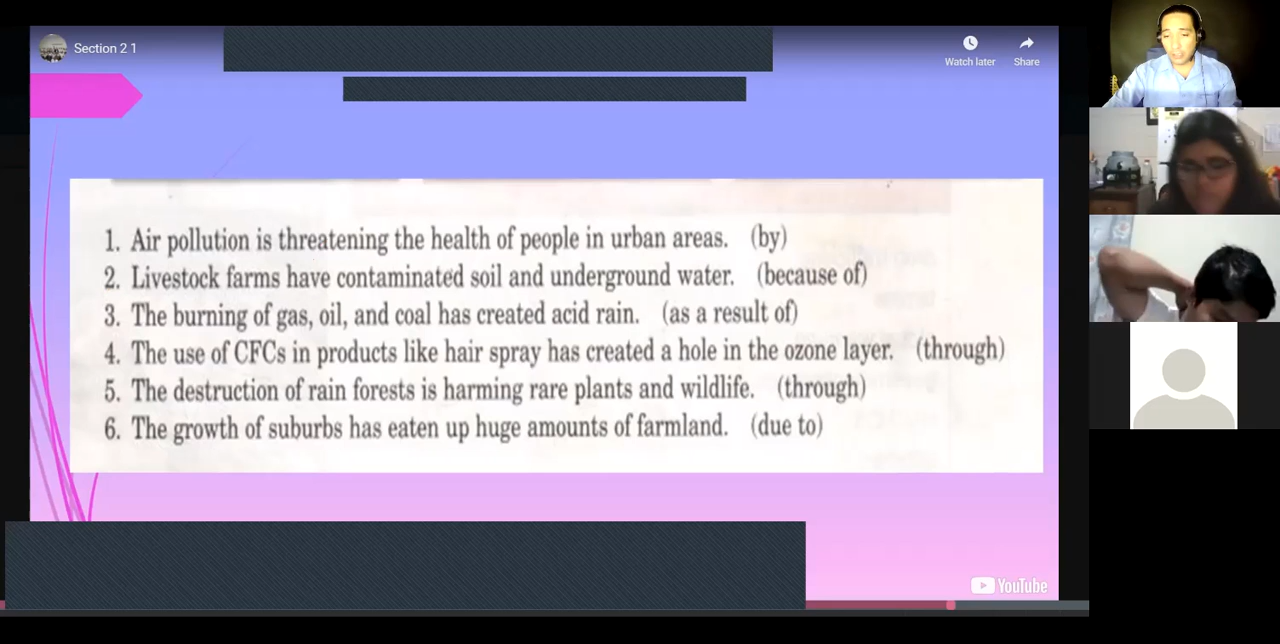 Section 2 1
Watch later
Share
1. Air pollution is threatening the health of people in urban areas. (by)
2. Livestock farms have contaminated soil and underground water. (because of)
3. The burning of gas, oil, and coal has created acid rain. (as a result of)
4. The use of CFCs in products like hair spray has created a hole in the ozone layer. (through)
5. The destruction of rain forests is harming rare plants and wildlife. (through)
6. The growth of suburbs has eaten up huge amounts of farmland. (due to)
YouTube